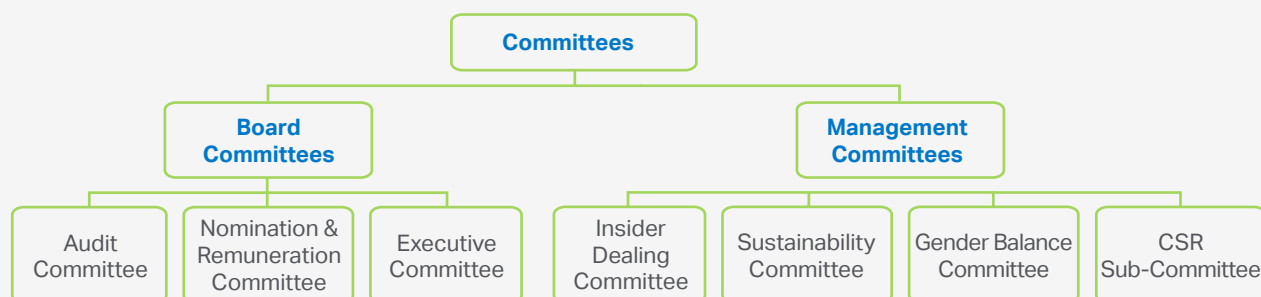 Committees
Board
Committees
Management
Committees
Audit
Committee
Nomination &
Remuneration
Committee
Executive
Committee
Insider
Dealing
Committee
Sustainability
Committee
Gender Balance
Committee
CSR
Sub-Committee